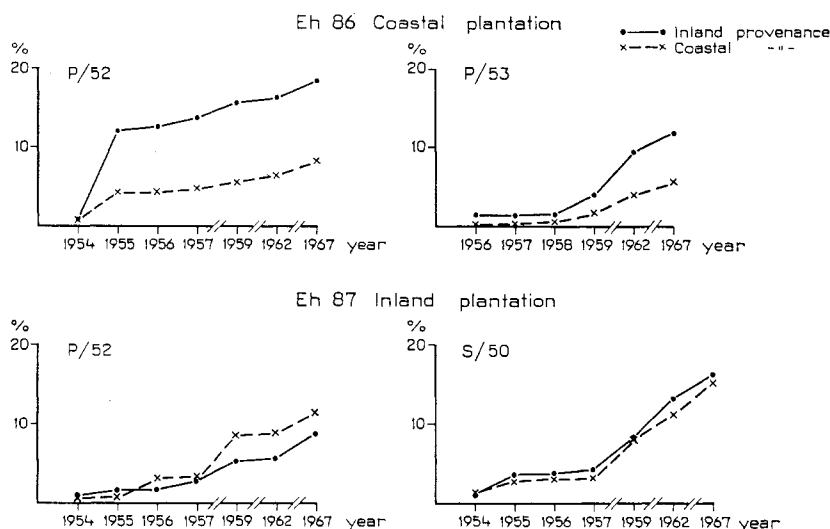 Eh 86 Coastal plantation
Inland provenance
Coastal -"-
%
20
10
P/52
1954 1955 1956 1957 1959 1962 1967 year
P/53
%
20
10
1956 1957 1958 1959 1962 1967 year
Eh 87 Inland plantation
%
20
10
P/52
1954 1955 1956 1957 1959 1962 1967 year
%
20
10
S/50
1954 1955 1956 1957 1959 1962 1967 year